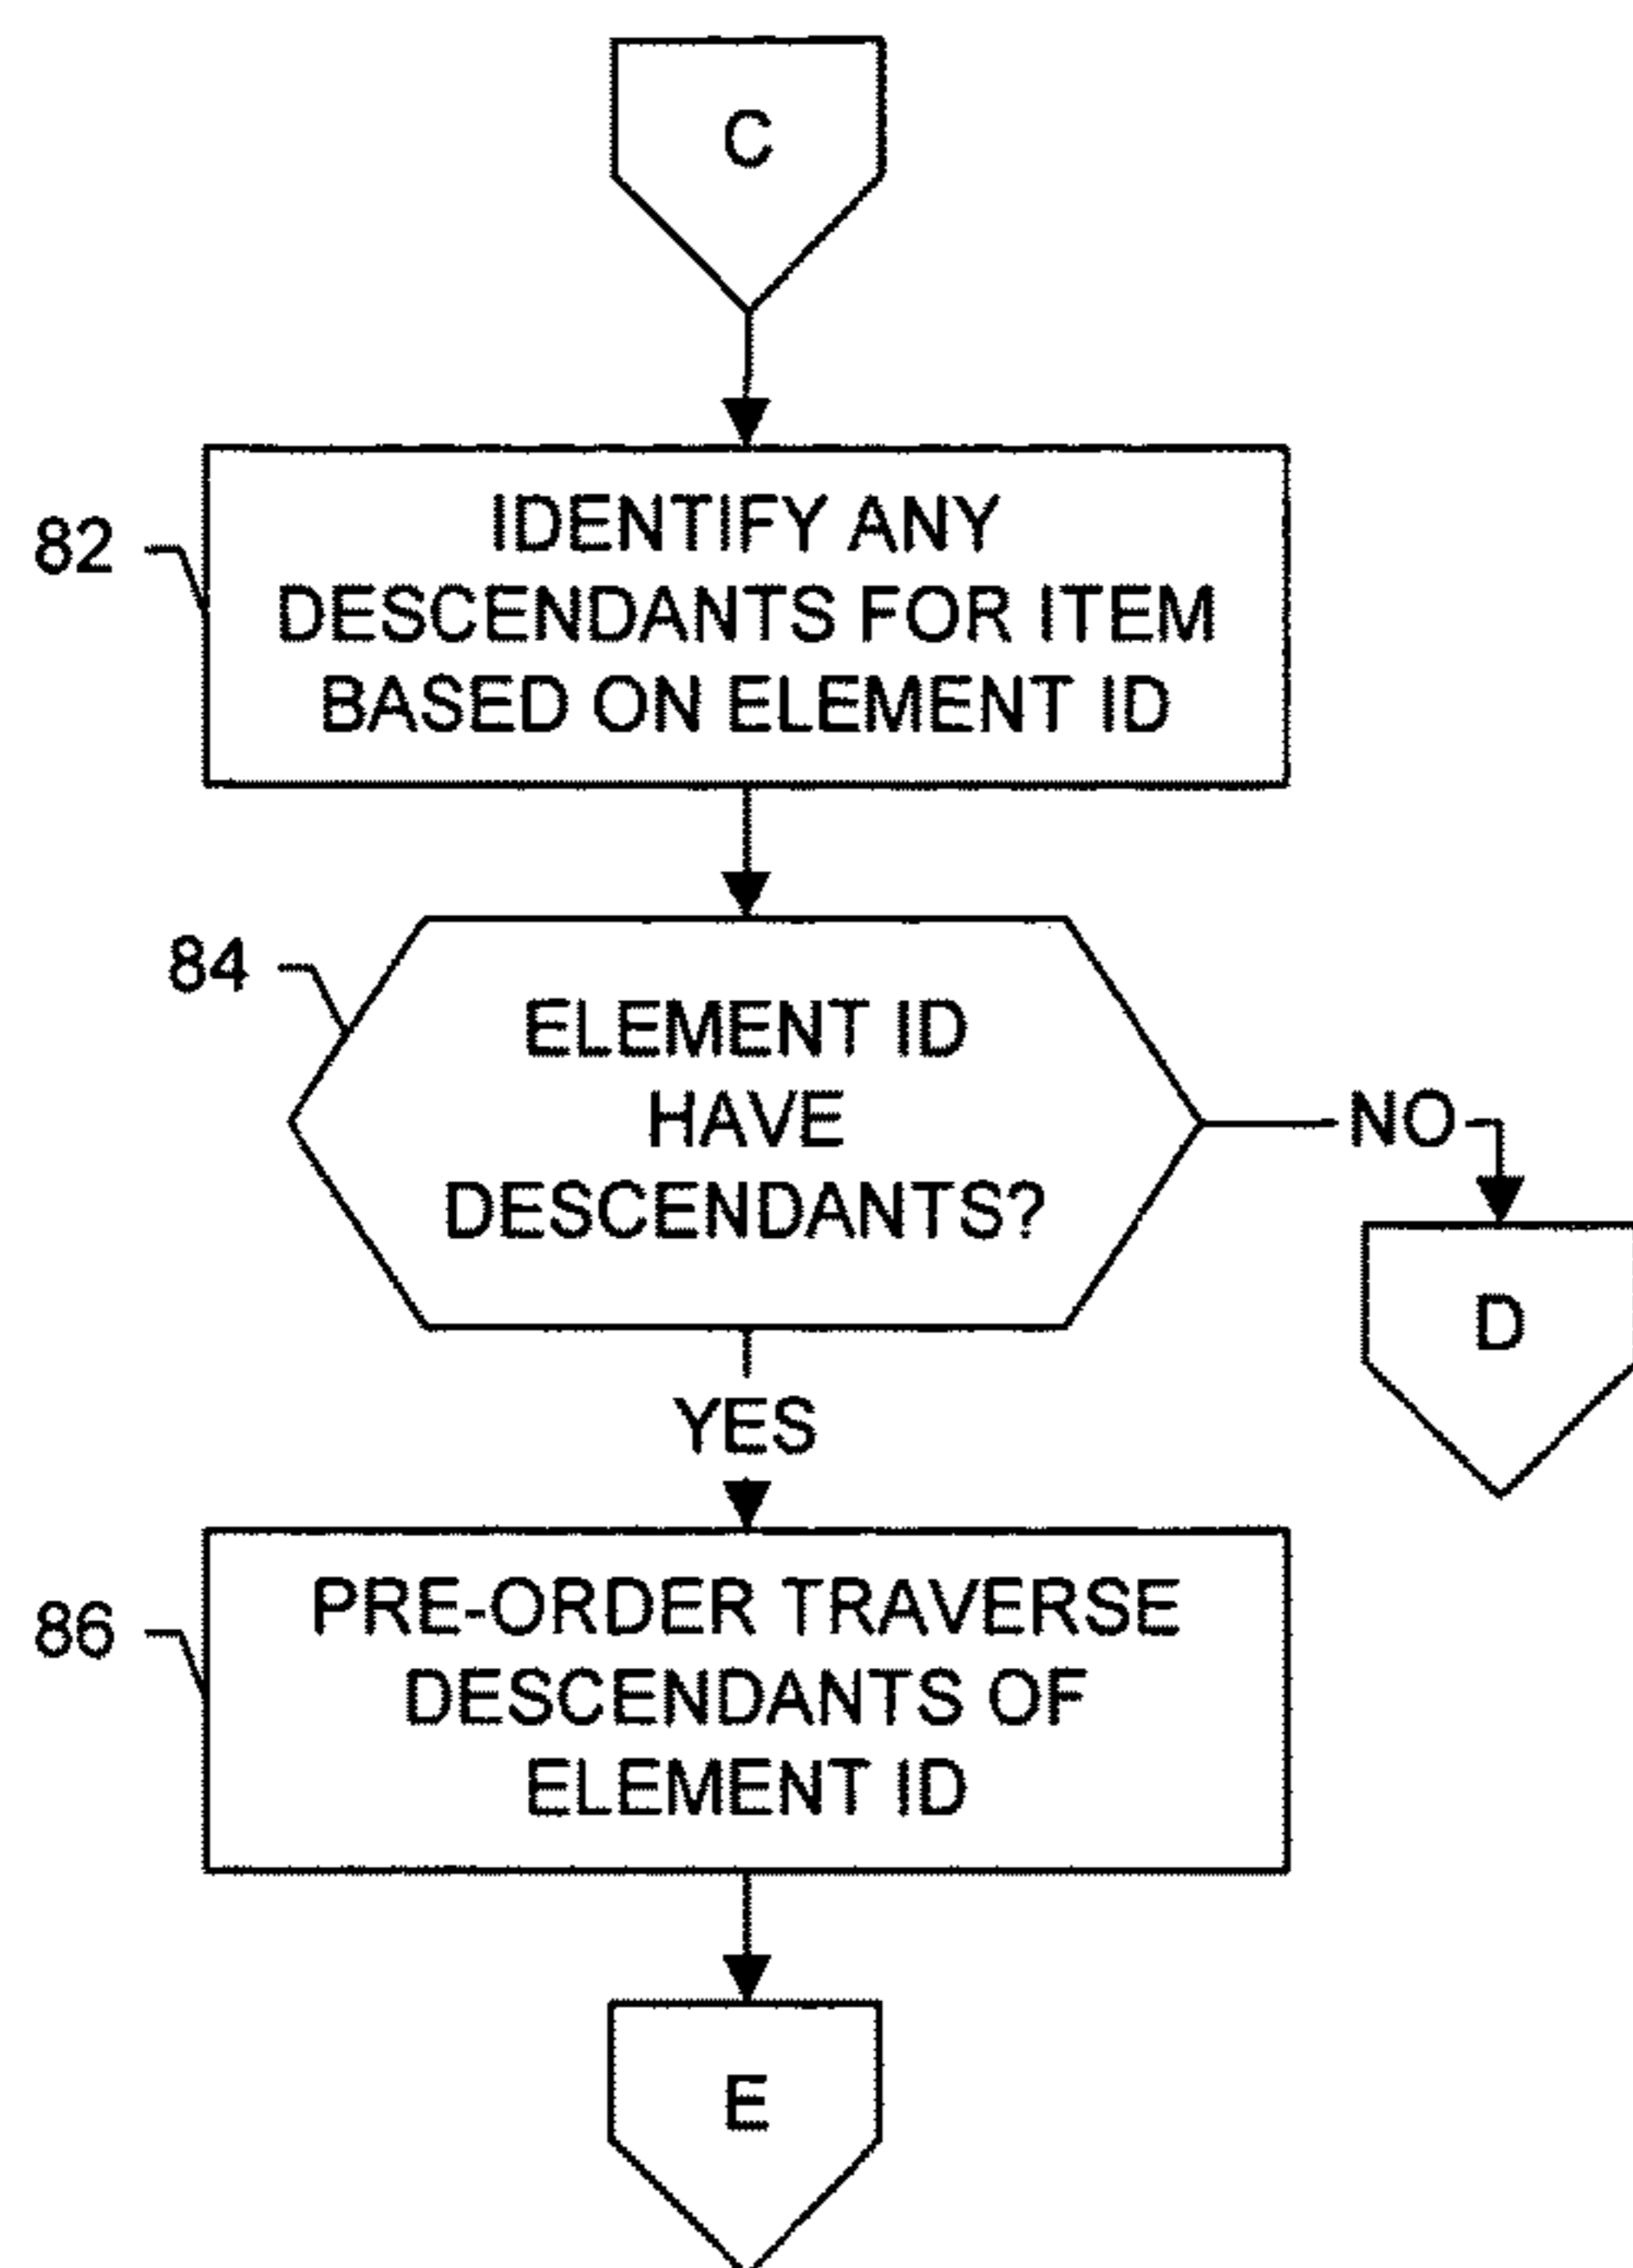 C
82
IDENTIFY ANY
DESCENDANTS FOR ITEM
BASED ON ELEMENT ID
84
ELEMENT ID
HAVE
DESCENDANTS?
NO
D
YES
86
PRE-ORDER TRAVERSE
DESCENDANTS OF
ELEMENT ID
E